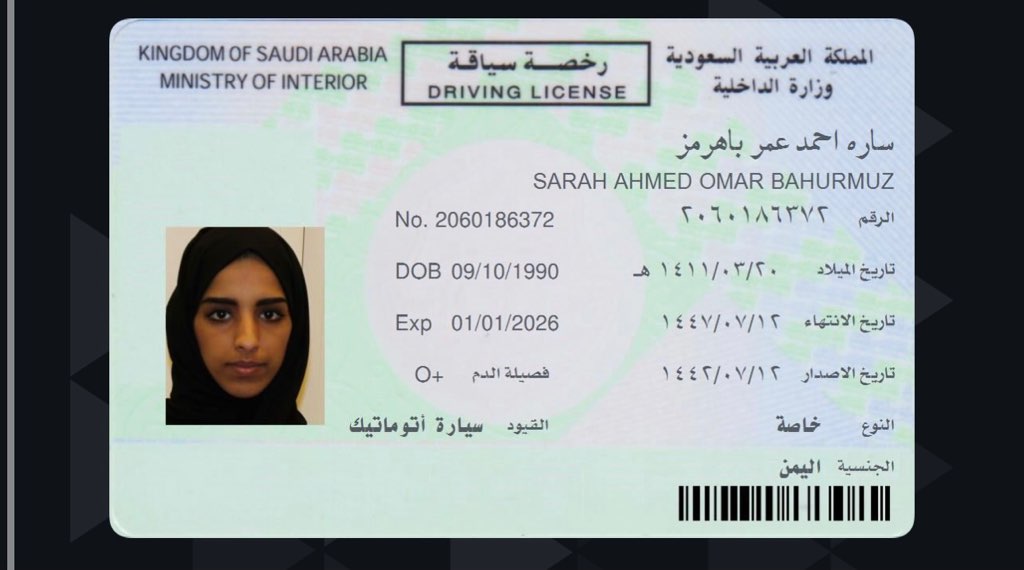 KINGDOM OF SAUDI ARABIA
MINISTRY OF INTERIOR
رخصة سياقة
DRIVING LICENSE
المملكة العربية السعودية
وزارة الداخلية
ساره احمد عمر باهرمز
SARAH AHMED OMAR BAHURMUZ
No. 2060186372
الرقم ٢٠٦٠١٨٦٣٧٢
DOB 09/10/1990
تاريخ الميلاد ١٤١١/٠٣/٢٠ هـ
Exp 01/01/2026
تاريخ الانتهاء ١٤٤٧/٠٧/١٢
فصيلة الدم O+
تاريخ الاصدار ١٤٤٢/٠٧/١٢
القيود سيارة أتوماتيك
النوع خاصة
الجنسية اليمن